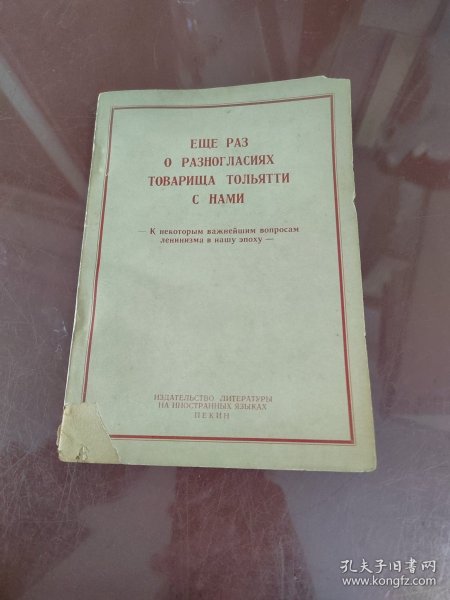 ЕЩЕ РАЗ
О РАЗНОГЛАСИЯХ
ТОВАРИЩА ТОЛЬЯТТИ
С НАМИ
— К некоторым важнейшим вопросам
ленинизма в нашу эпоху —
ИЗДАТЕЛЬСТВО ЛИТЕРАТУРЫ
НА ИНОСТРАННЫХ ЯЗЫКАХ
ПЕКИН
孔夫子旧书网
www.kongfz.com